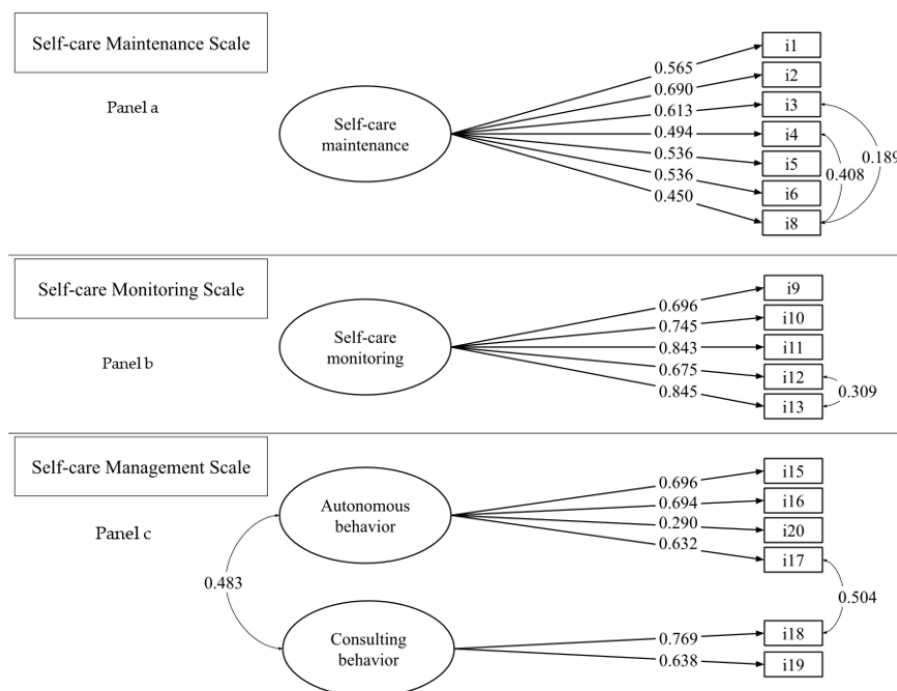 Self-care Maintenance Scale
Panel a
Self-care
maintenance
0.565
0.690
0.613
0.494
0.536
0.536
0.450
i1
i2
i3
i4
i5
i6
i8
0.408
0.189
Self-care Monitoring Scale
Panel b
Self-care
monitoring
0.696
0.745
0.843
0.675
0.845
i9
i10
i11
i12
i13
0.309
Self-care Management Scale
Panel c
Autonomous
behavior
0.696
0.694
0.290
0.632
i15
i16
i20
i17
0.483
0.504
Consulting
behavior
0.769
0.638
i18
i19